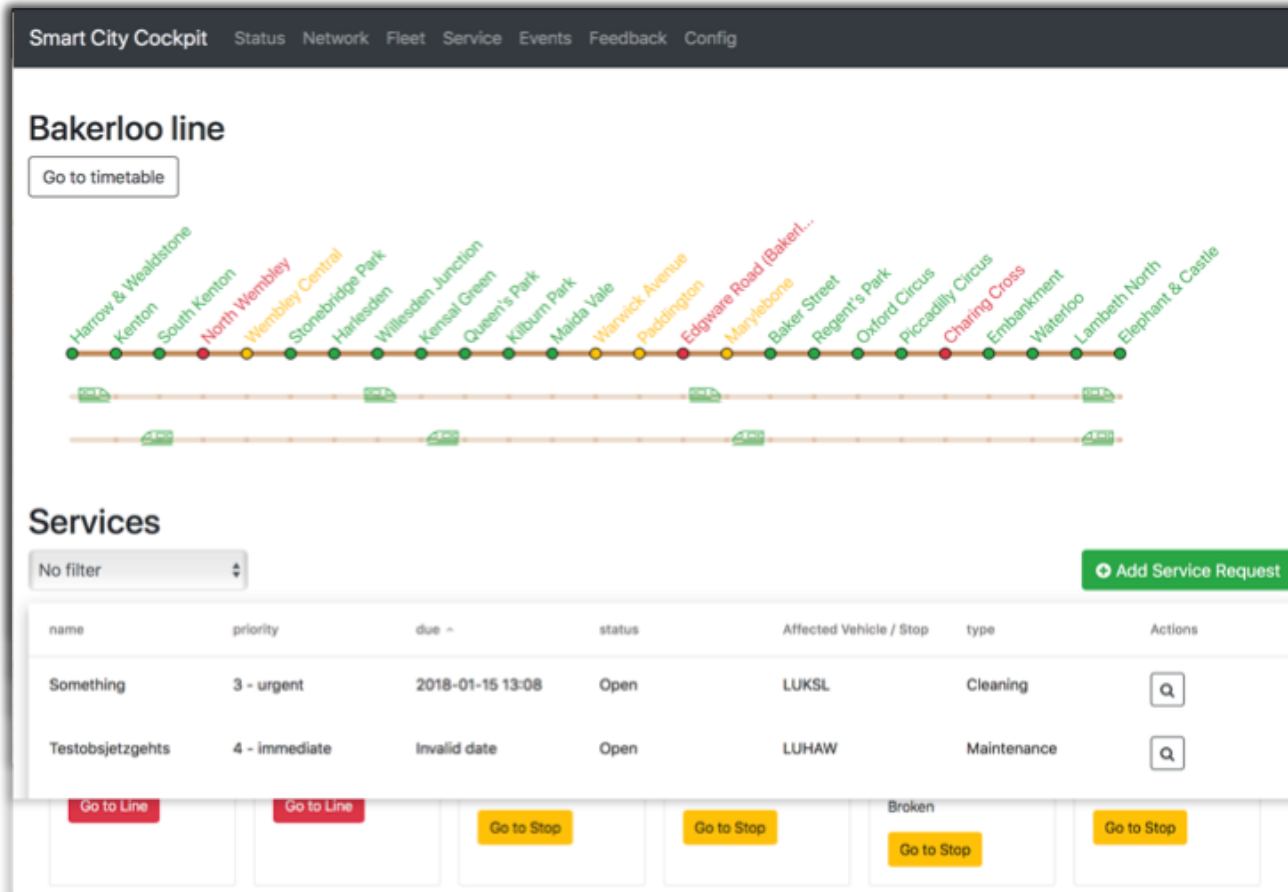 Smart City Cockpit Status Network Fleet Service Events Feedback Config
Bakerloo line
Go to timetable
Harrow & Wealdstone
Kenton
South Kenton
North Wembley
Wembley Central
Stonebridge Park
Harlesden
Willesden Junction
Kensal Green
Queen's Park
Kilburn Park
Maida Vale
Warwick Avenue
Paddington
Edgware Road (Bakerl...
Marylebone
Baker Street
Regent's Park
Oxford Circus
Piccadilly Circus
Charing Cross
Embankment
Waterloo
Lambeth North
Elephant & Castle
Services
No filter
Add Service Request
name priority due status Affected Vehicle / Stop type Actions
Something 3 - urgent 2018-01-15 13:08 Open LUKSL Cleaning
Testobsjetzgehts 4 - immediate Invalid date Open LUHAW Maintenance
Go to Line Go to Line Broken
Go to Stop Go to Stop Go to Stop
Go to Stop